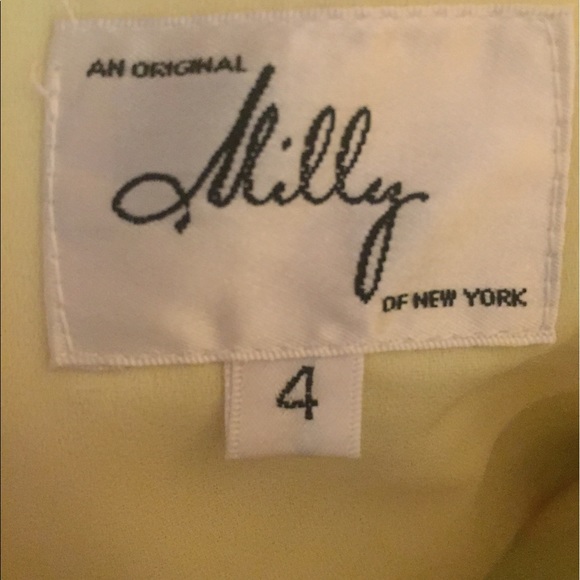 AN ORIGINAL
Milly
OF NEW YORK
4